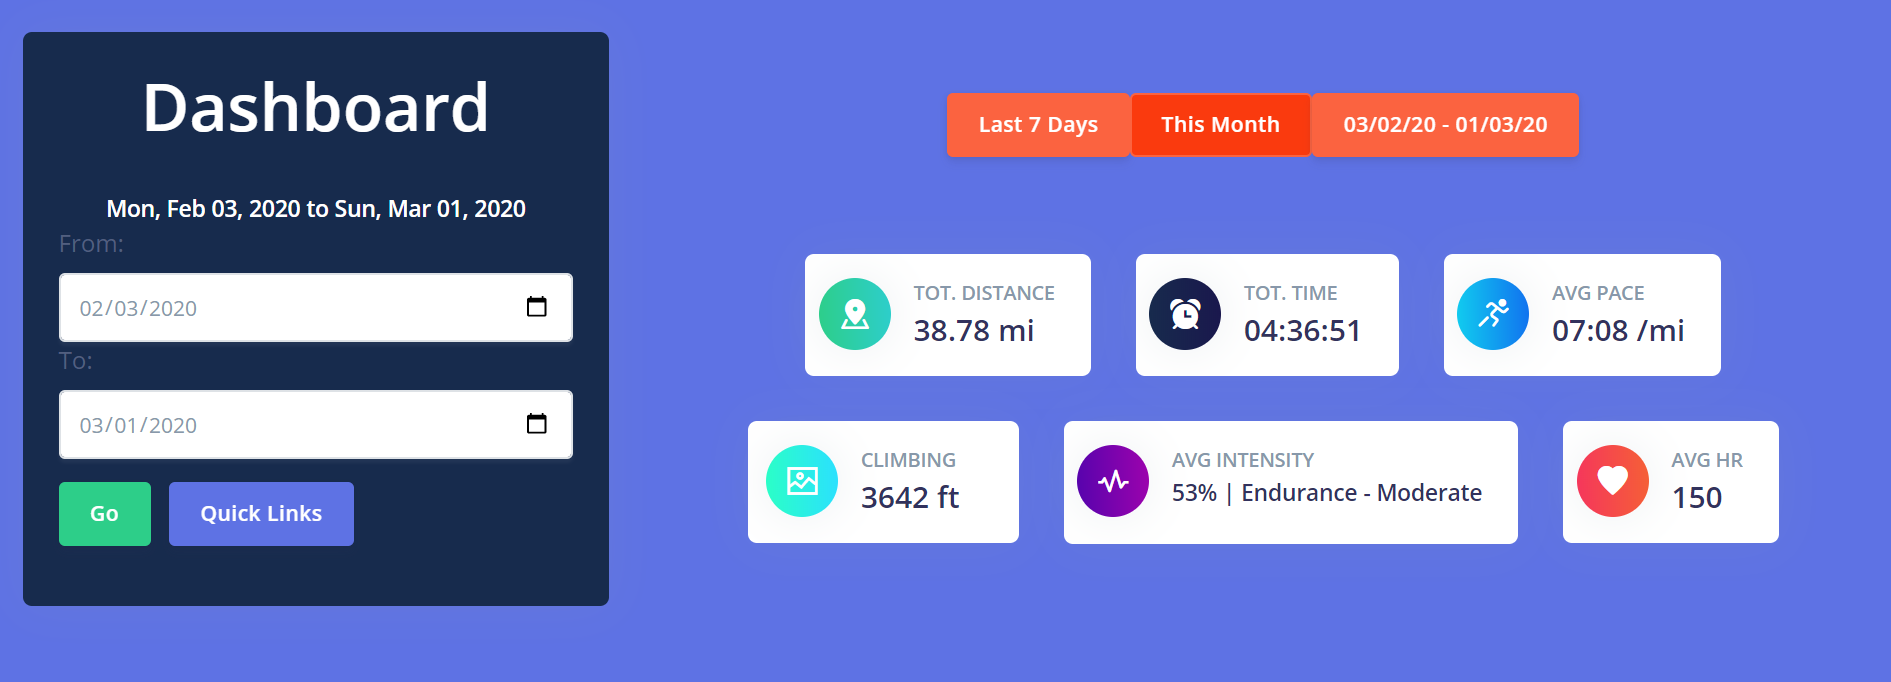 Dashboard
Mon, Feb 03, 2020 to Sun, Mar 01, 2020
From:
02/03/2020
To:
03/01/2020
Go
Quick Links
Last 7 Days
This Month
03/02/20 - 01/03/20
TOT. DISTANCE
38.78 mi
TOT. TIME
04:36:51
AVG PACE
07:08 /mi
CLIMBING
3642 ft
AVG INTENSITY
53% | Endurance - Moderate
AVG HR
150